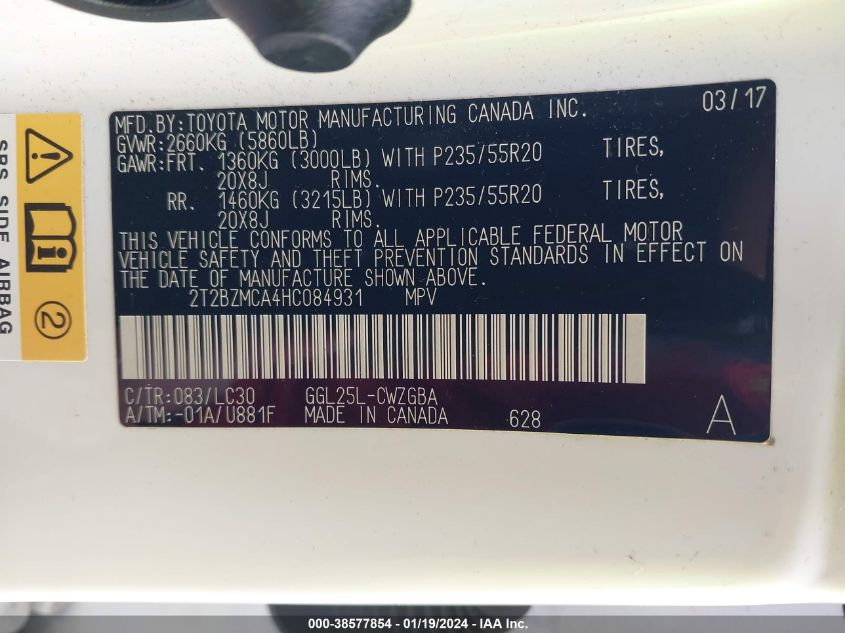 MFD.BY:TOYOTA MOTOR MANUFACTURING CANADA INC. 03/17
GVWR:2660KG (5860LB)
GAWR:FRT. 1360KG (3000LB) WITH P235/55R20 TIRES,
20X8J RIMS.
RR. 1460KG (3215LB) WITH P235/55R20 TIRES,
20X8J RIMS.
THIS VEHICLE CONFORMS TO ALL APPLICABLE FEDERAL MOTOR
VEHICLE SAFETY AND THEFT PREVENTION STANDARDS IN EFFECT ON
THE DATE OF MANUFACTURE SHOWN ABOVE.
2T2BZMCA4HC084931 MPV
C/TR:083/LC30 GGL25L-CWZGBA
A/TM:-01A/U881F MADE IN CANADA 628 A
SRS SIDE AIRBAG
2
000-38577854 - 01/19/2024 - IAA Inc.